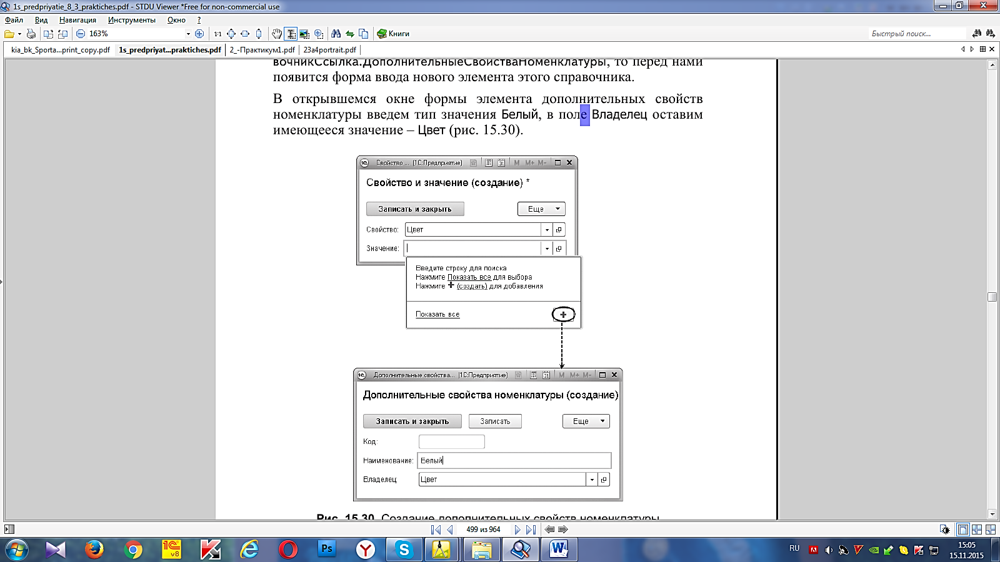 1s_predpriyatie_8_3_praktiches.pdf - STDU Viewer *Free for non-commercial use
Файл Вид Навигация Инструменты Окно ?
163% 1:1 Книги Быстрый поиск...
kia_bk_Sporta...print_copy.pdf 1s_predpriyat...praktiches.pdf 2_-Практикум1.pdf 23a4portrait.pdf
вочникСсылка.ДополнительныеСвойстваНоменклатуры, то перед нами
появится форма ввода нового элемента этого справочника.
В открывшемся окне формы элемента дополнительных свойств
номенклатуры введем тип значения Белый, в поле Владелец оставим
имеющееся значение – Цвет (рис. 15.30).
Свойство ... (1С:Предприятие) 31 M M+ M-
Свойство и значение (создание) *
Записать и закрыть Еще
Свойство: Цвет
Значение:
Введите строку для поиска
Нажмите Показать все для выбора
Нажмите + (создать) для добавления
Показать все +
Дополнительные свойства... (1С:Предприятие) 31 M M+ M-
Дополнительные свойства номенклатуры (создание)
Записать и закрыть Записать Еще
Код:
Наименование: Белый
Владелец: Цвет
Рис. 15.30. Создание дополнительных свойств номенклатуры
499 из 964
1С v8 Ps Y S W RU 15:05
15.11.2015